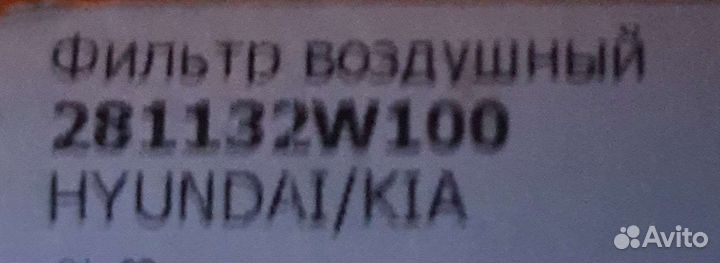 Фильтр воздушный
281132W100
HYUNDAI/KIA
Avito